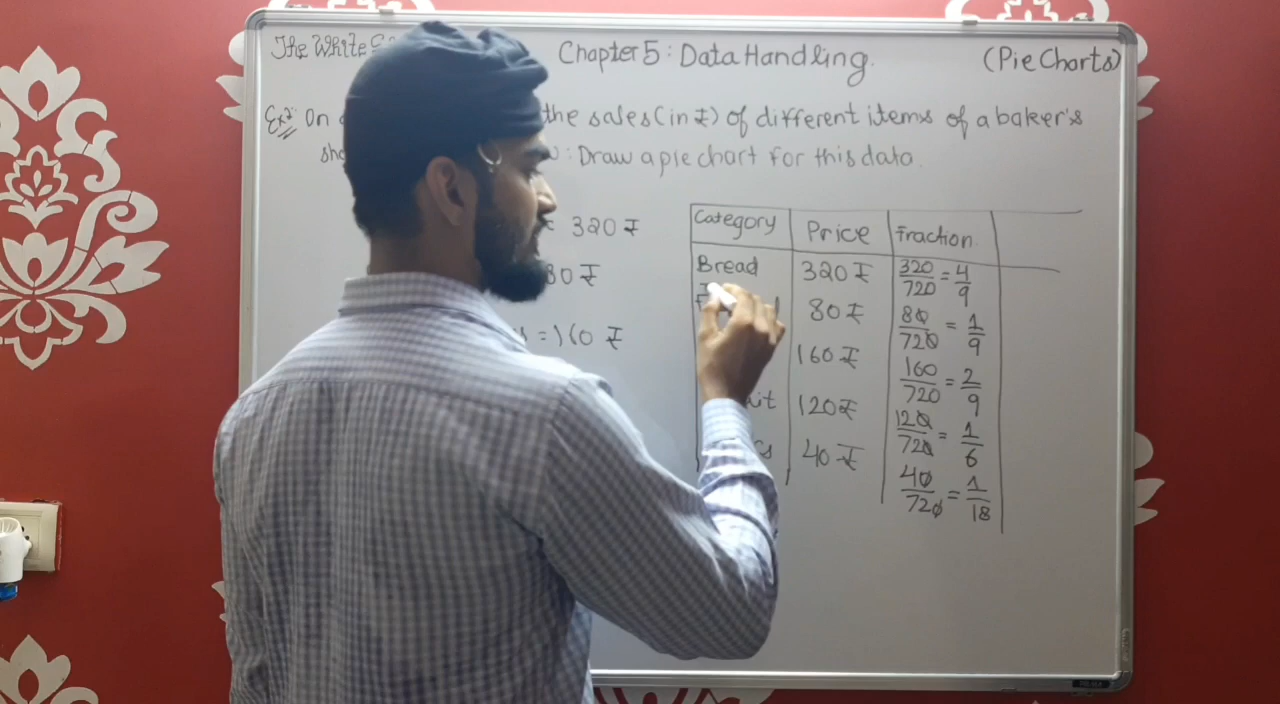 The White
Chapter 5 : Data Handling.
(Pie Charts)
Ex 2: On the sales (in ₹) of different items of a baker's
: Draw a pie chart for this data.
320 ₹
80 ₹
= 160 ₹
Category Price Fraction.
Bread 320 ₹ 320/720 = 4/9
80 ₹ 80/720 = 1/9
160 ₹ 160/720 = 2/9
120 ₹ 120/720 = 1/6
40 ₹ 40/720 = 1/18